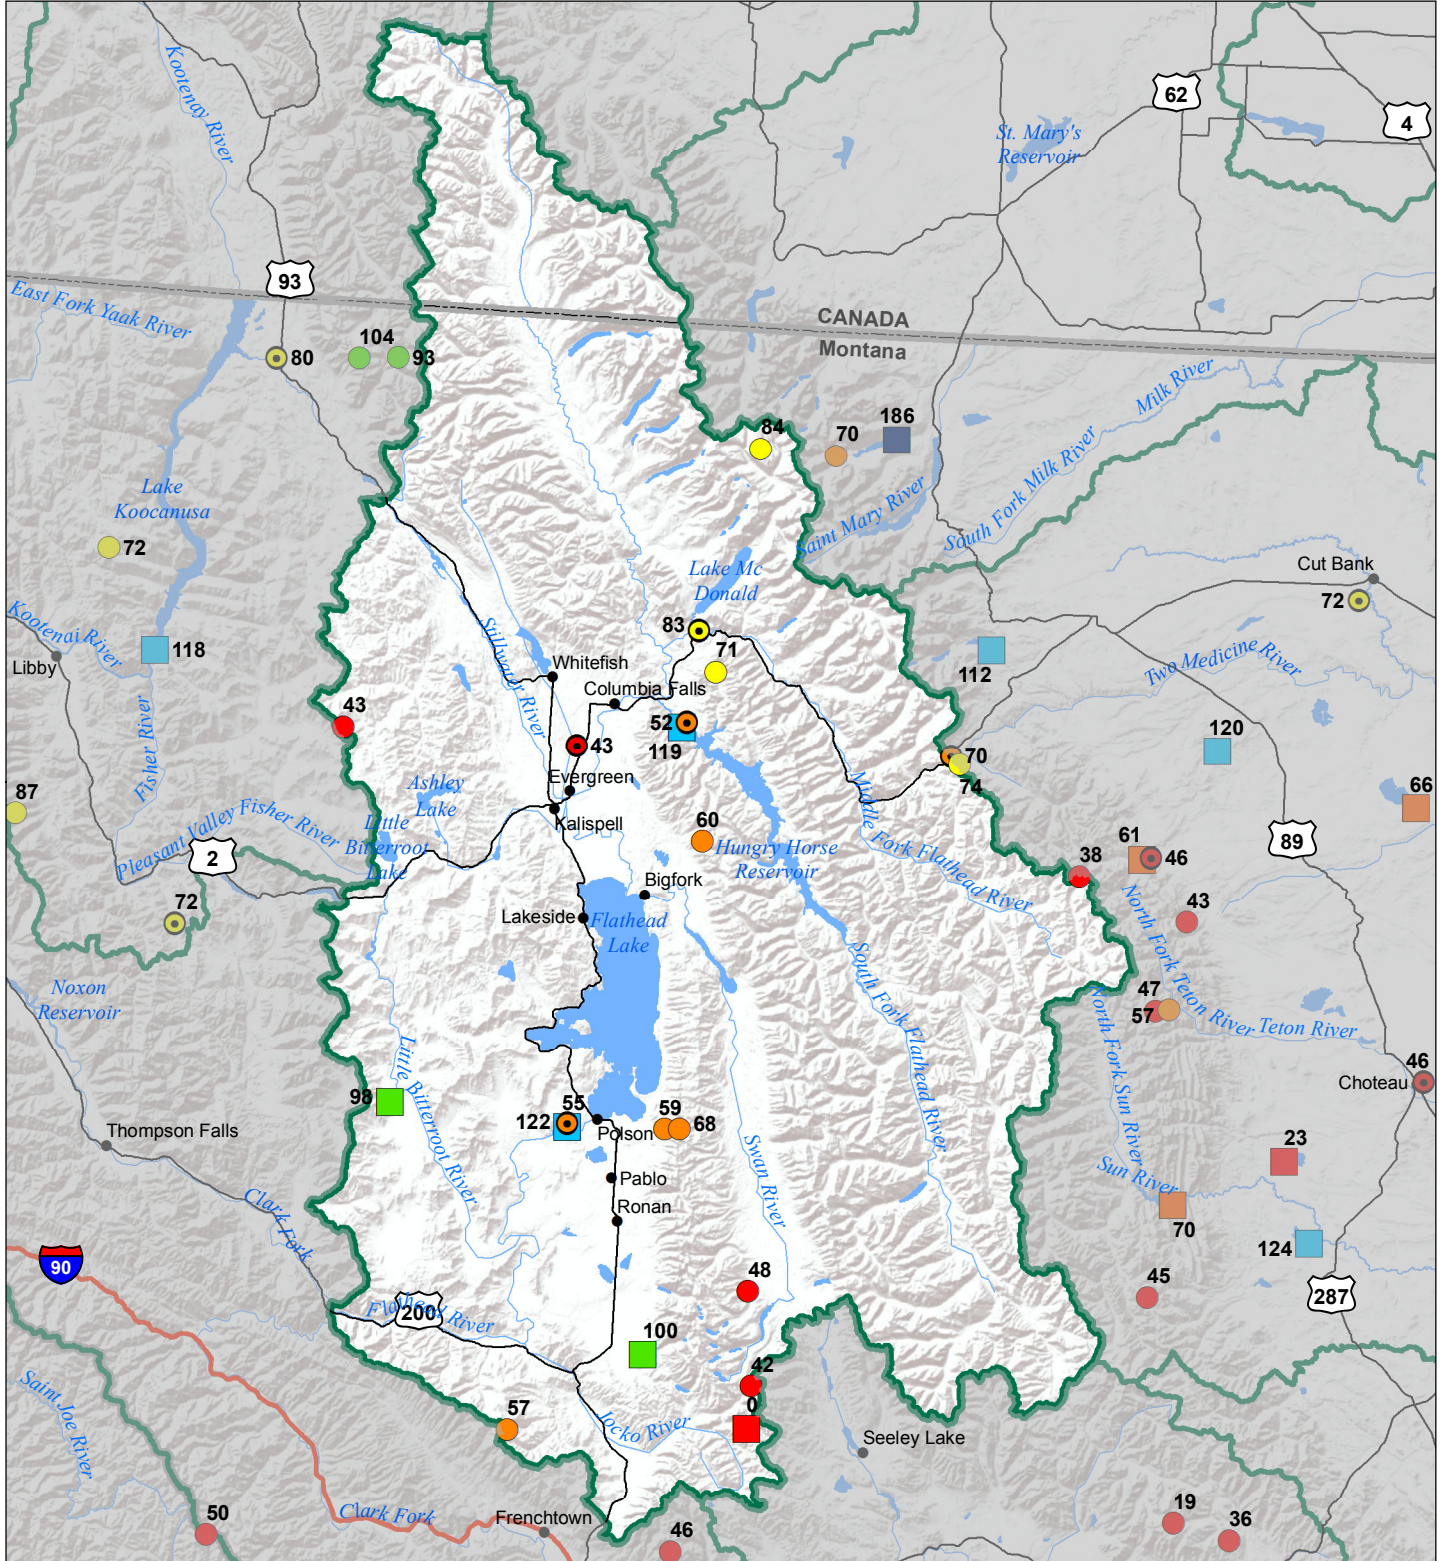 Kootenay River
62
4
St. Mary's
Reservoir
93
East Fork Yaak River
CANADA
Montana
80
104
93
Milk River
84
70
186
South Fork Milk River
Saint Mary River
Lake
Koocanusa
72
Lake Mc
Donald
Cut Bank
72
Kootenai River
Libby
118
Fisher River
Stillwater River
83
71
Whitefish
Columbia Falls
112
Two Medicine River
43
52
119
43
120
70
74
Evergreen
Ashley
Lake
87
Pleasant Valley Fisher River
Little
Bitterroot
Lake
Kalispell
66
2
60
Hungry Horse
Reservoir
Middle Fork Flathead River
61
46
89
38
Bigfork
72
Lakeside
Flathead
Lake
43
North Fork Teton River
South Fork Flathead River
Noxon
Reservoir
47
57
Teton River
North Fork Sun River
46
Choteau
Little Bitterroot River
98
55
122
Polson
59
68
Thompson Falls
Swan River
23
Sun River
Pablo
Ronan
70
Clark Fork
124
90
48
45
287
Flathead River
200
100
42
0
Saint Joe River
57
Jocko River
Seeley Lake
50
Clark Fork
Frenchtown
46
19
36